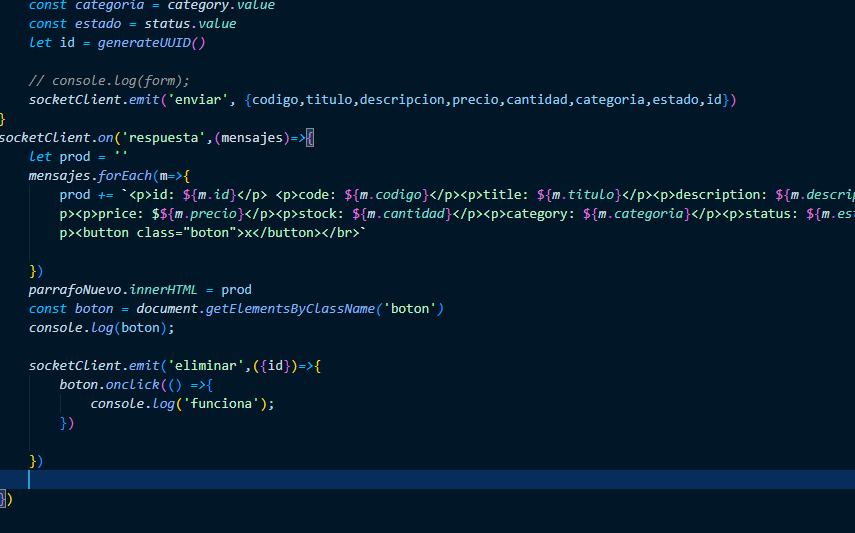 const categoria = category.value
const estado = status.value
let id = generateUUID()
// console.log(form);
socketClient.emit('enviar', {codigo,titulo,descripcion,precio,cantidad,categoria,estado,id})
}
socketClient.on('respuesta',(mensajes)=>{
let prod = ''
mensajes.forEach(m=>{
prod += `<p>id: ${m.id}</p> <p>code: ${m.codigo}</p><p>title: ${m.titulo}</p><p>description: ${m.descrip
p><p>price: $${m.precio}</p><p>stock: ${m.cantidad}</p><p>category: ${m.categoria}</p><p>status: ${m.es
p><button class="boton">x</button></br>`
})
parrafoNuevo.innerHTML = prod
const boton = document.getElementsByClassName('boton')
console.log(boton);
socketClient.emit('eliminar',({id})=>{
boton.onclick(() =>{
console.log('funciona');
})
})
})